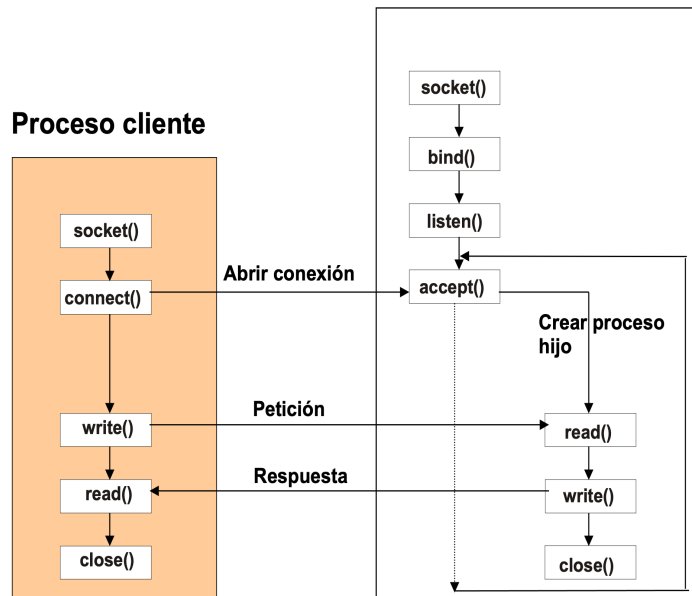 Proceso cliente
socket()
connect()
write()
read()
close()
Abrir conexión
Petición
Respuesta
socket()
bind()
listen()
accept()
Crear proceso
hijo
read()
write()
close()